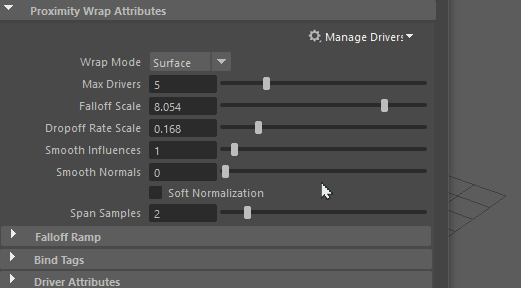 Proximity Wrap Attributes
Manage Drivers
Wrap Mode Surface
Max Drivers 5
Falloff Scale 8.054
Dropoff Rate Scale 0.168
Smooth Influences 1
Smooth Normals 0
Soft Normalization
Span Samples 2
Falloff Ramp
Bind Tags
Driver Attributes